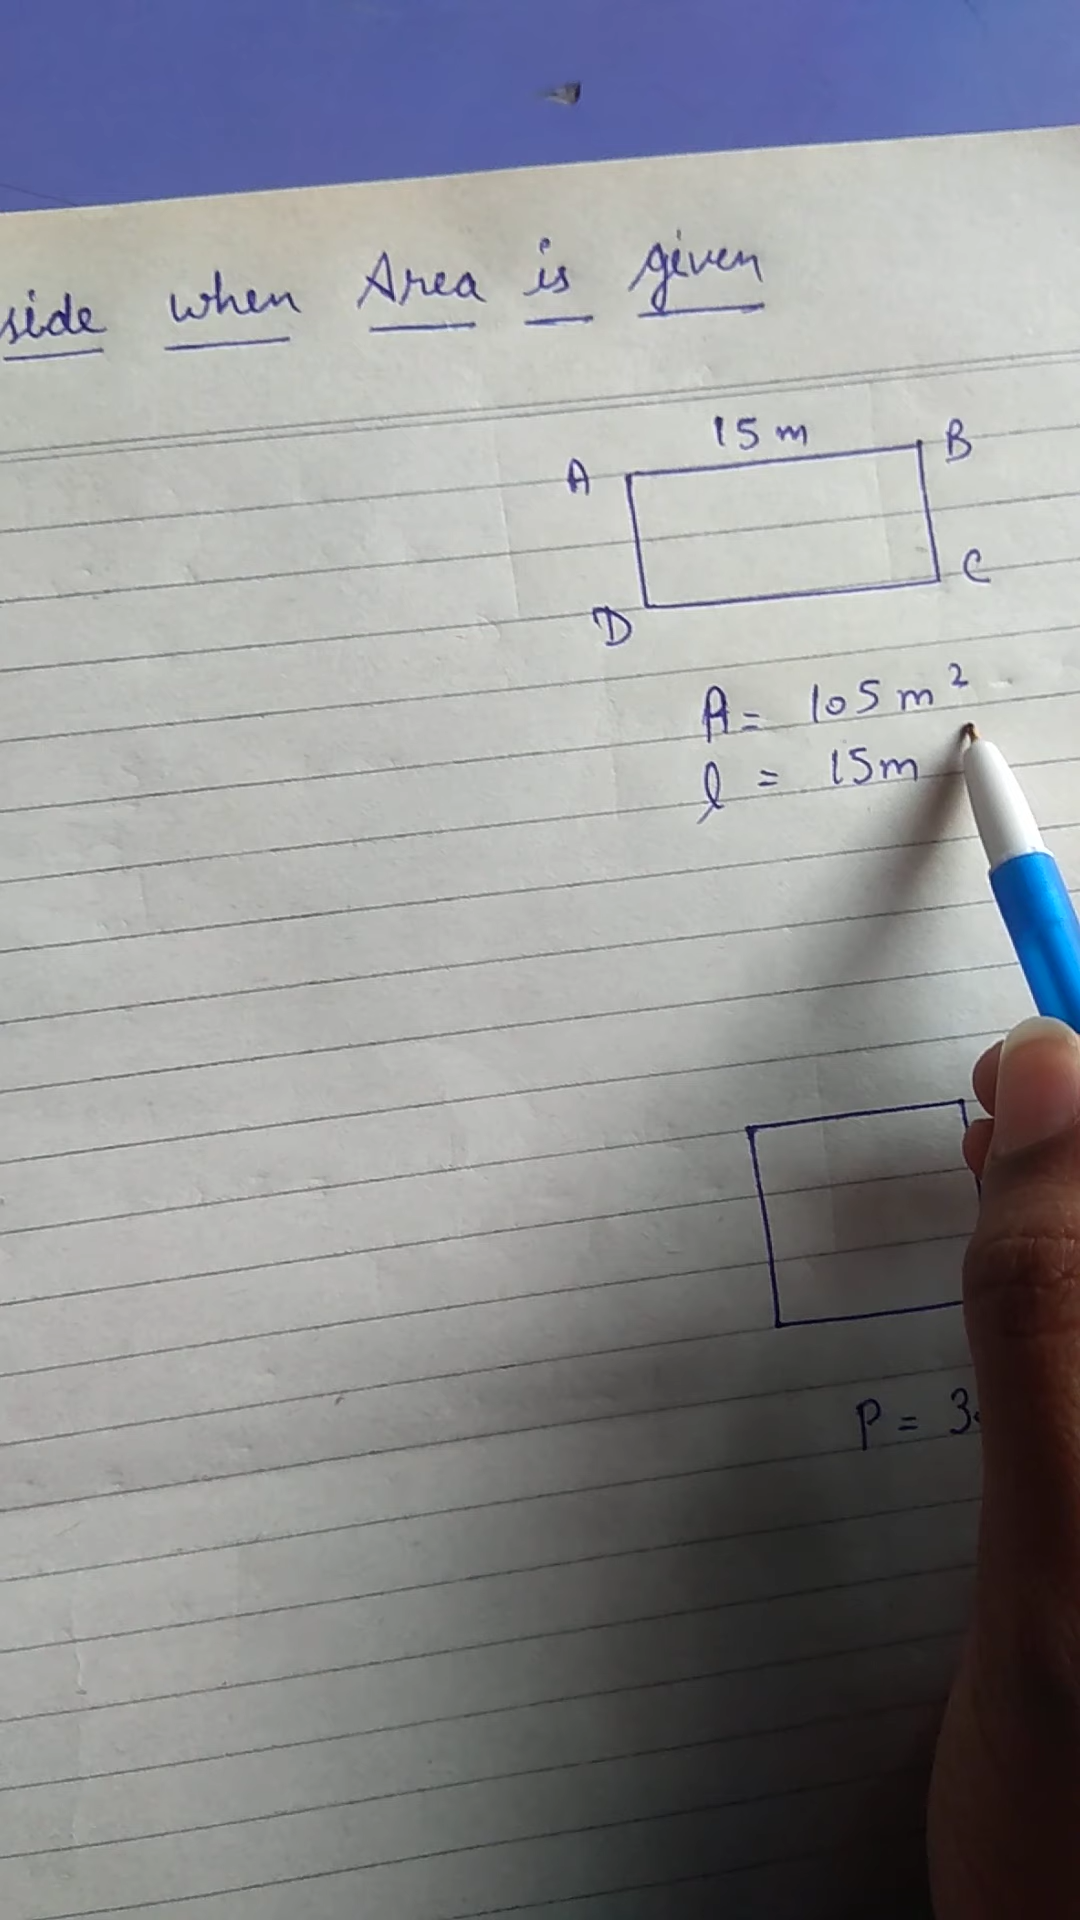 side when Area is given
15 m
A B
D C
A = 105 m²
l = 15m
P = 3